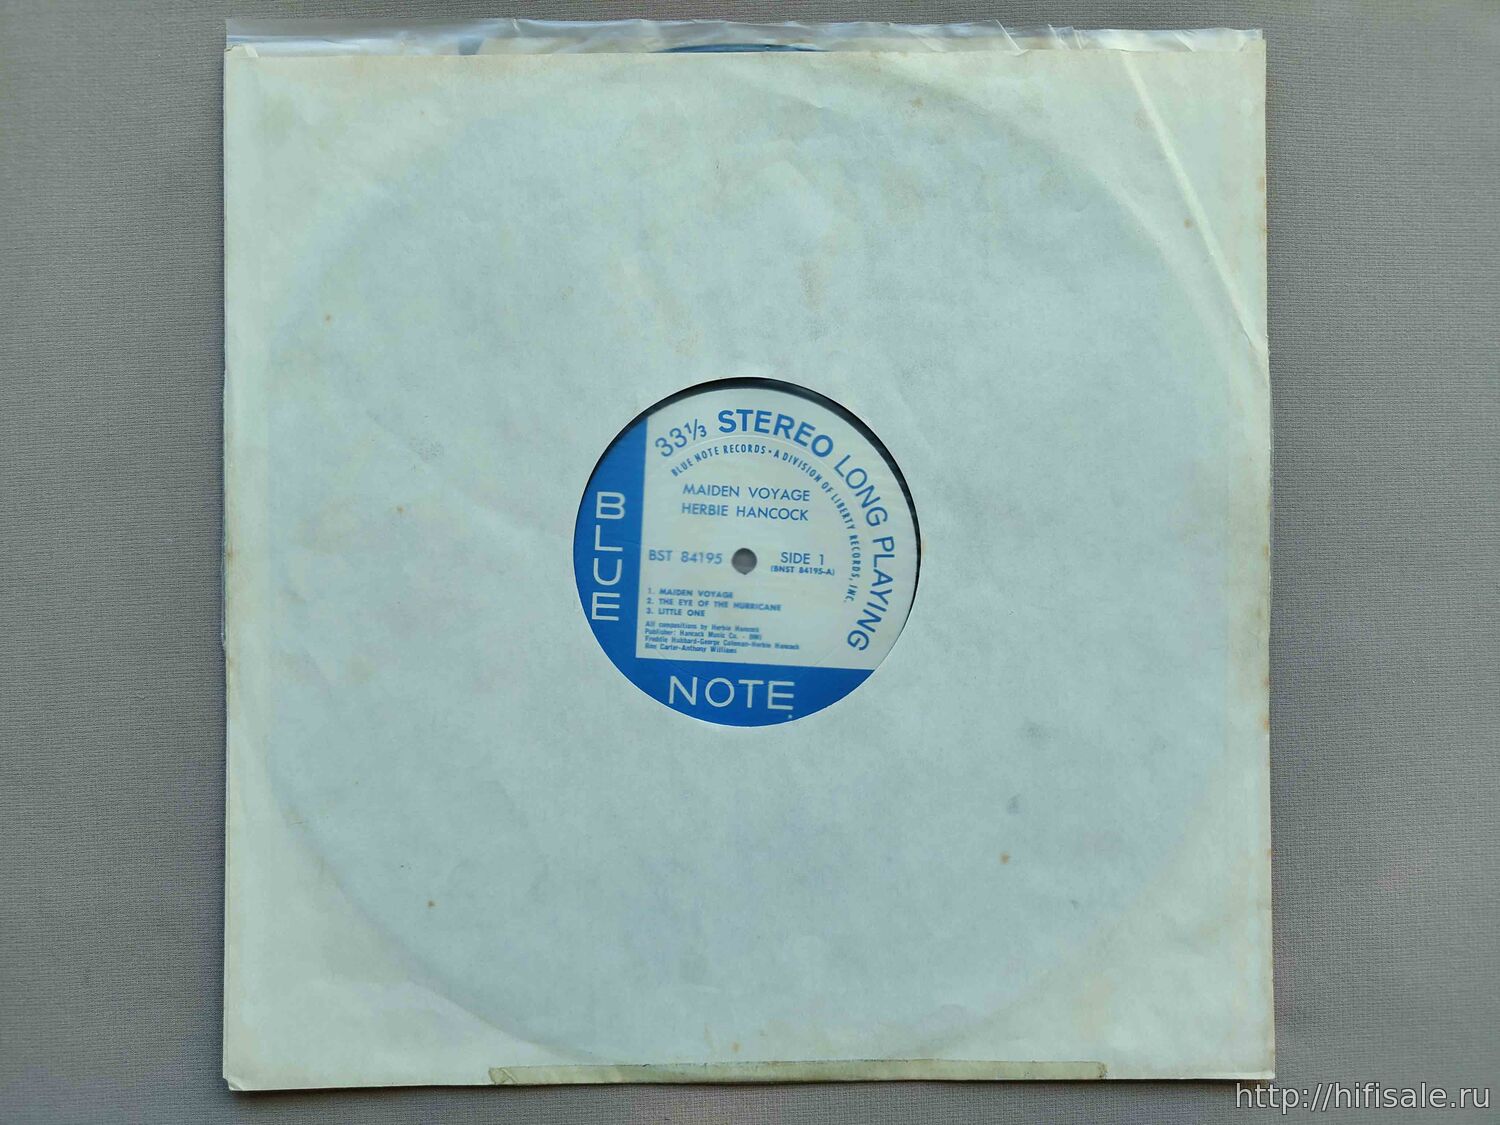 33⅓ STEREO LONG PLAYING
BLUE NOTE RECORDS • A DIVISION OF LIBERTY RECORDS, INC.
MAIDEN VOYAGE
HERBIE HANCOCK
BST 84195
SIDE 1
(BNST 84195-A)
1. MAIDEN VOYAGE
2. THE EYE OF THE HURRICANE
3. LITTLE ONE
All compositions by Herbie Hancock
Publisher: Hancock Music Co. - BMI
Freddie Hubbard-George Coleman-Herbie Hancock
Ron Carter-Anthony Williams
BLUE
NOTE
http://hifisale.ru